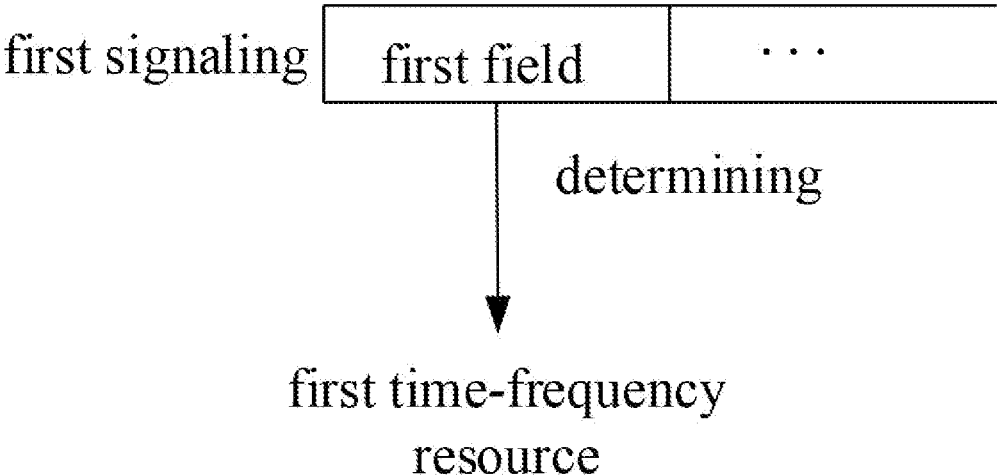 first signaling first field ...
determining
first time-frequency
resource